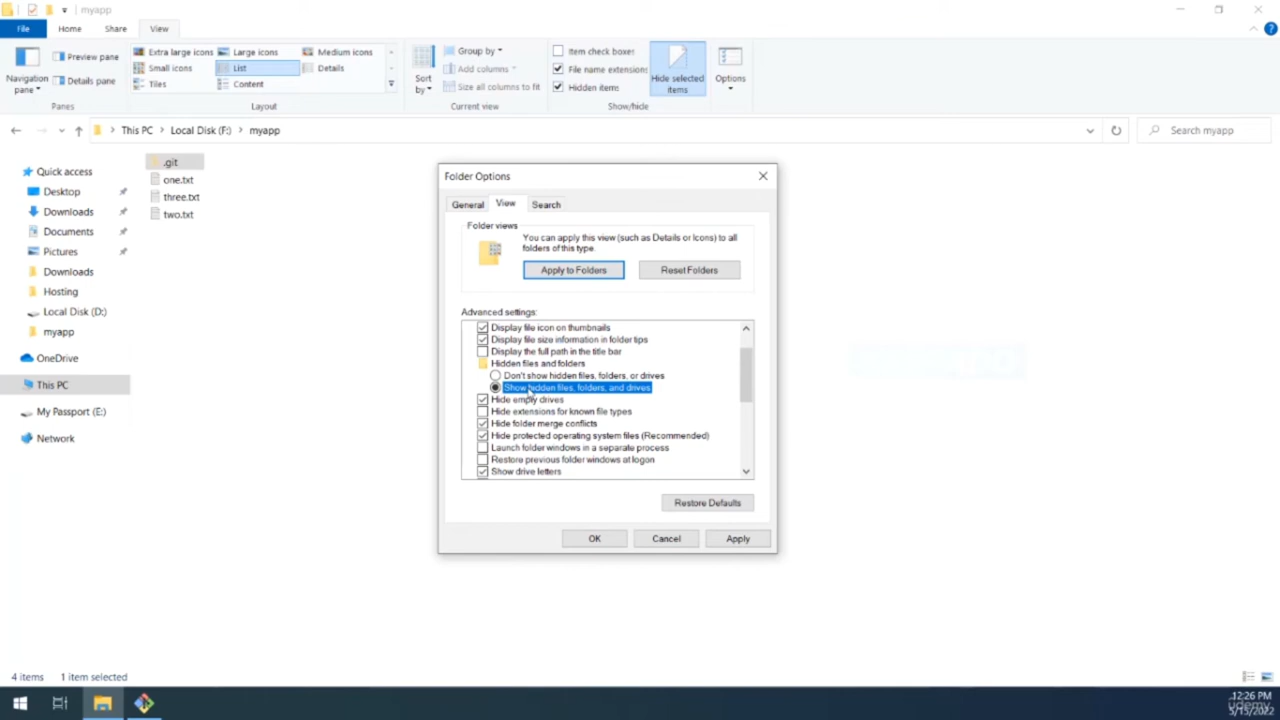 myapp
File Home Share View
Navigation pane
Preview pane
Details pane
Panes
Extra large icons Large icons Medium icons
Small icons List Details
Tiles Content
Layout
Sort by
Group by
Add columns
Size all columns to fit
Current view
Item check boxes
File name extensions
Hidden items
Hide selected items
Show/hide
Options
This PC Local Disk (F:) myapp
Search myapp
Quick access
Desktop
Downloads
Documents
Pictures
Downloads
Hosting
Local Disk (D:)
myapp
OneDrive
This PC
My Passport (E:)
Network
.git
one.txt
three.txt
two.txt
Folder Options
General View Search
Folder views
You can apply this view (such as Details or Icons) to all
folders of this type.
Apply to Folders Reset Folders
Advanced settings:
Display file icon on thumbnails
Display file size information in folder tips
Display the full path in the title bar
Hidden files and folders
Don't show hidden files, folders, or drives
Show hidden files, folders, and drives
Hide empty drives
Hide extensions for known file types
Hide folder merge conflicts
Hide protected operating system files (Recommended)
Launch folder windows in a separate process
Restore previous folder windows at logon
Show drive letters
Restore Defaults
OK Cancel Apply
4 items 1 item selected
12:26 PM
5/15/2022
udemy